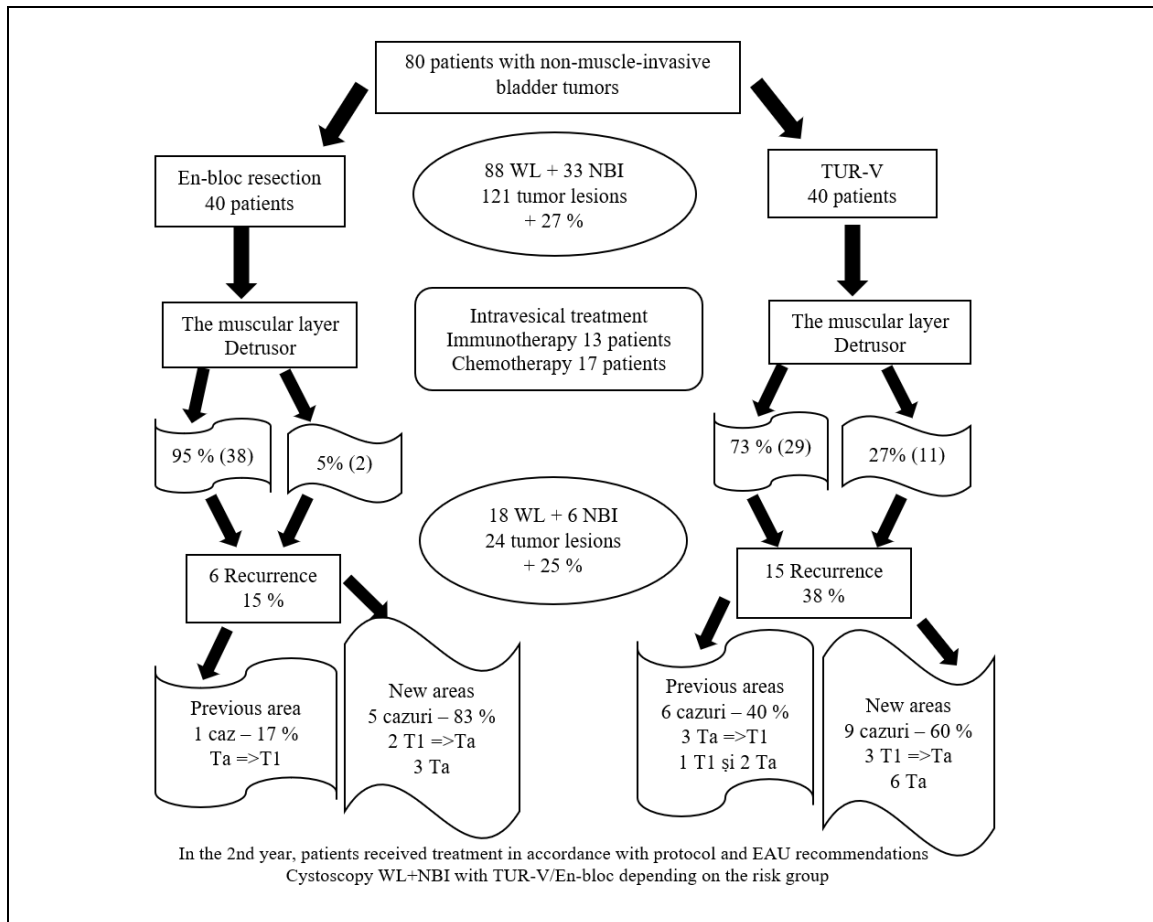 80 patients with non-muscle-invasive
bladder tumors
En-bloc resection
40 patients
88 WL + 33 NBI
121 tumor lesions
+ 27 %
TUR-V
40 patients
The muscular layer
Detrusor
Intravesical treatment
Immunotherapy 13 patients
Chemotherapy 17 patients
The muscular layer
Detrusor
95 % (38)
5% (2)
73 % (29)
27% (11)
18 WL + 6 NBI
24 tumor lesions
+ 25 %
6 Recurrence
15 %
15 Recurrence
38 %
Previous area
1 caz – 17 %
Ta =>T1
New areas
5 cazuri – 83 %
2 T1 =>Ta
3 Ta
Previous areas
6 cazuri – 40 %
3 Ta =>T1
1 T1 și 2 Ta
New areas
9 cazuri – 60 %
3 T1 =>Ta
6 Ta
In the 2nd year, patients received treatment in accordance with protocol and EAU recommendations
Cystoscopy WL+NBI with TUR-V/En-bloc depending on the risk group